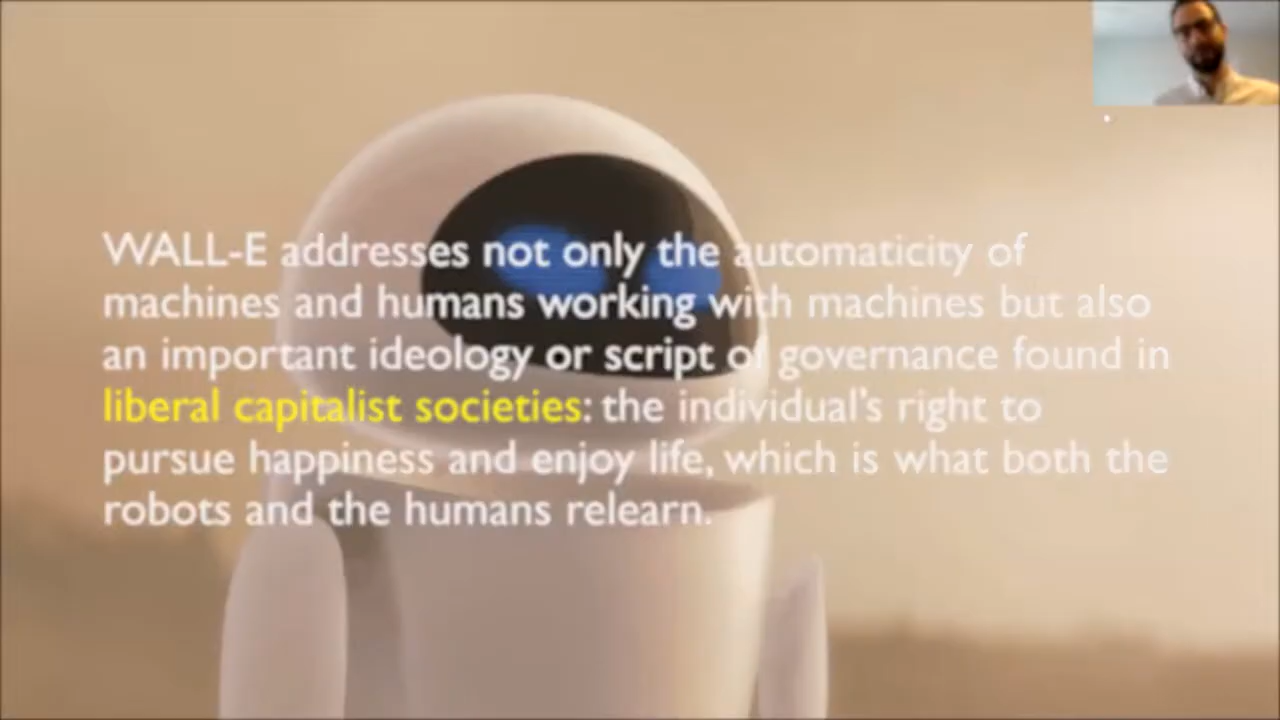 WALL-E addresses not only the automaticity of
machines and humans working with machines but also
an important ideology or script of governance found in
liberal capitalist societies: the individual's right to
pursue happiness and enjoy life, which is what both the
robots and the humans relearn.